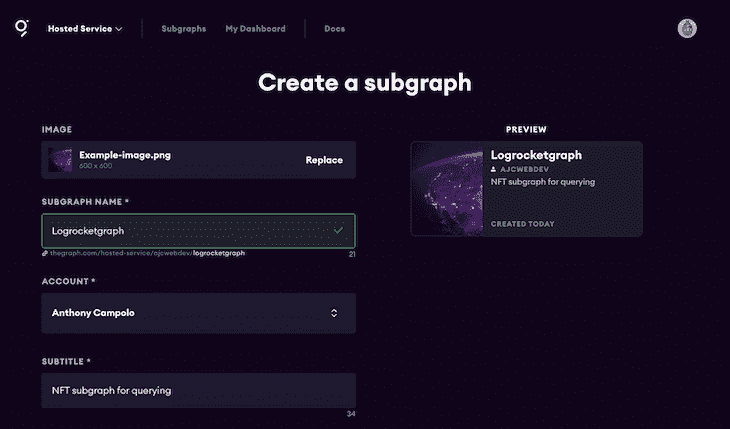 Hosted Service
Subgraphs
My Dashboard
Docs
Create a subgraph
IMAGE
Example-image.png
600 x 600
Replace
SUBGRAPH NAME *
Logrocketgraph
thegraph.com/hosted-service/ajcwebdev/logrocketgraph
21
ACCOUNT *
Anthony Campolo
SUBTITLE *
NFT subgraph for querying
34
PREVIEW
Logrocketgraph
AJCWEBDEV
NFT subgraph for querying
CREATED TODAY